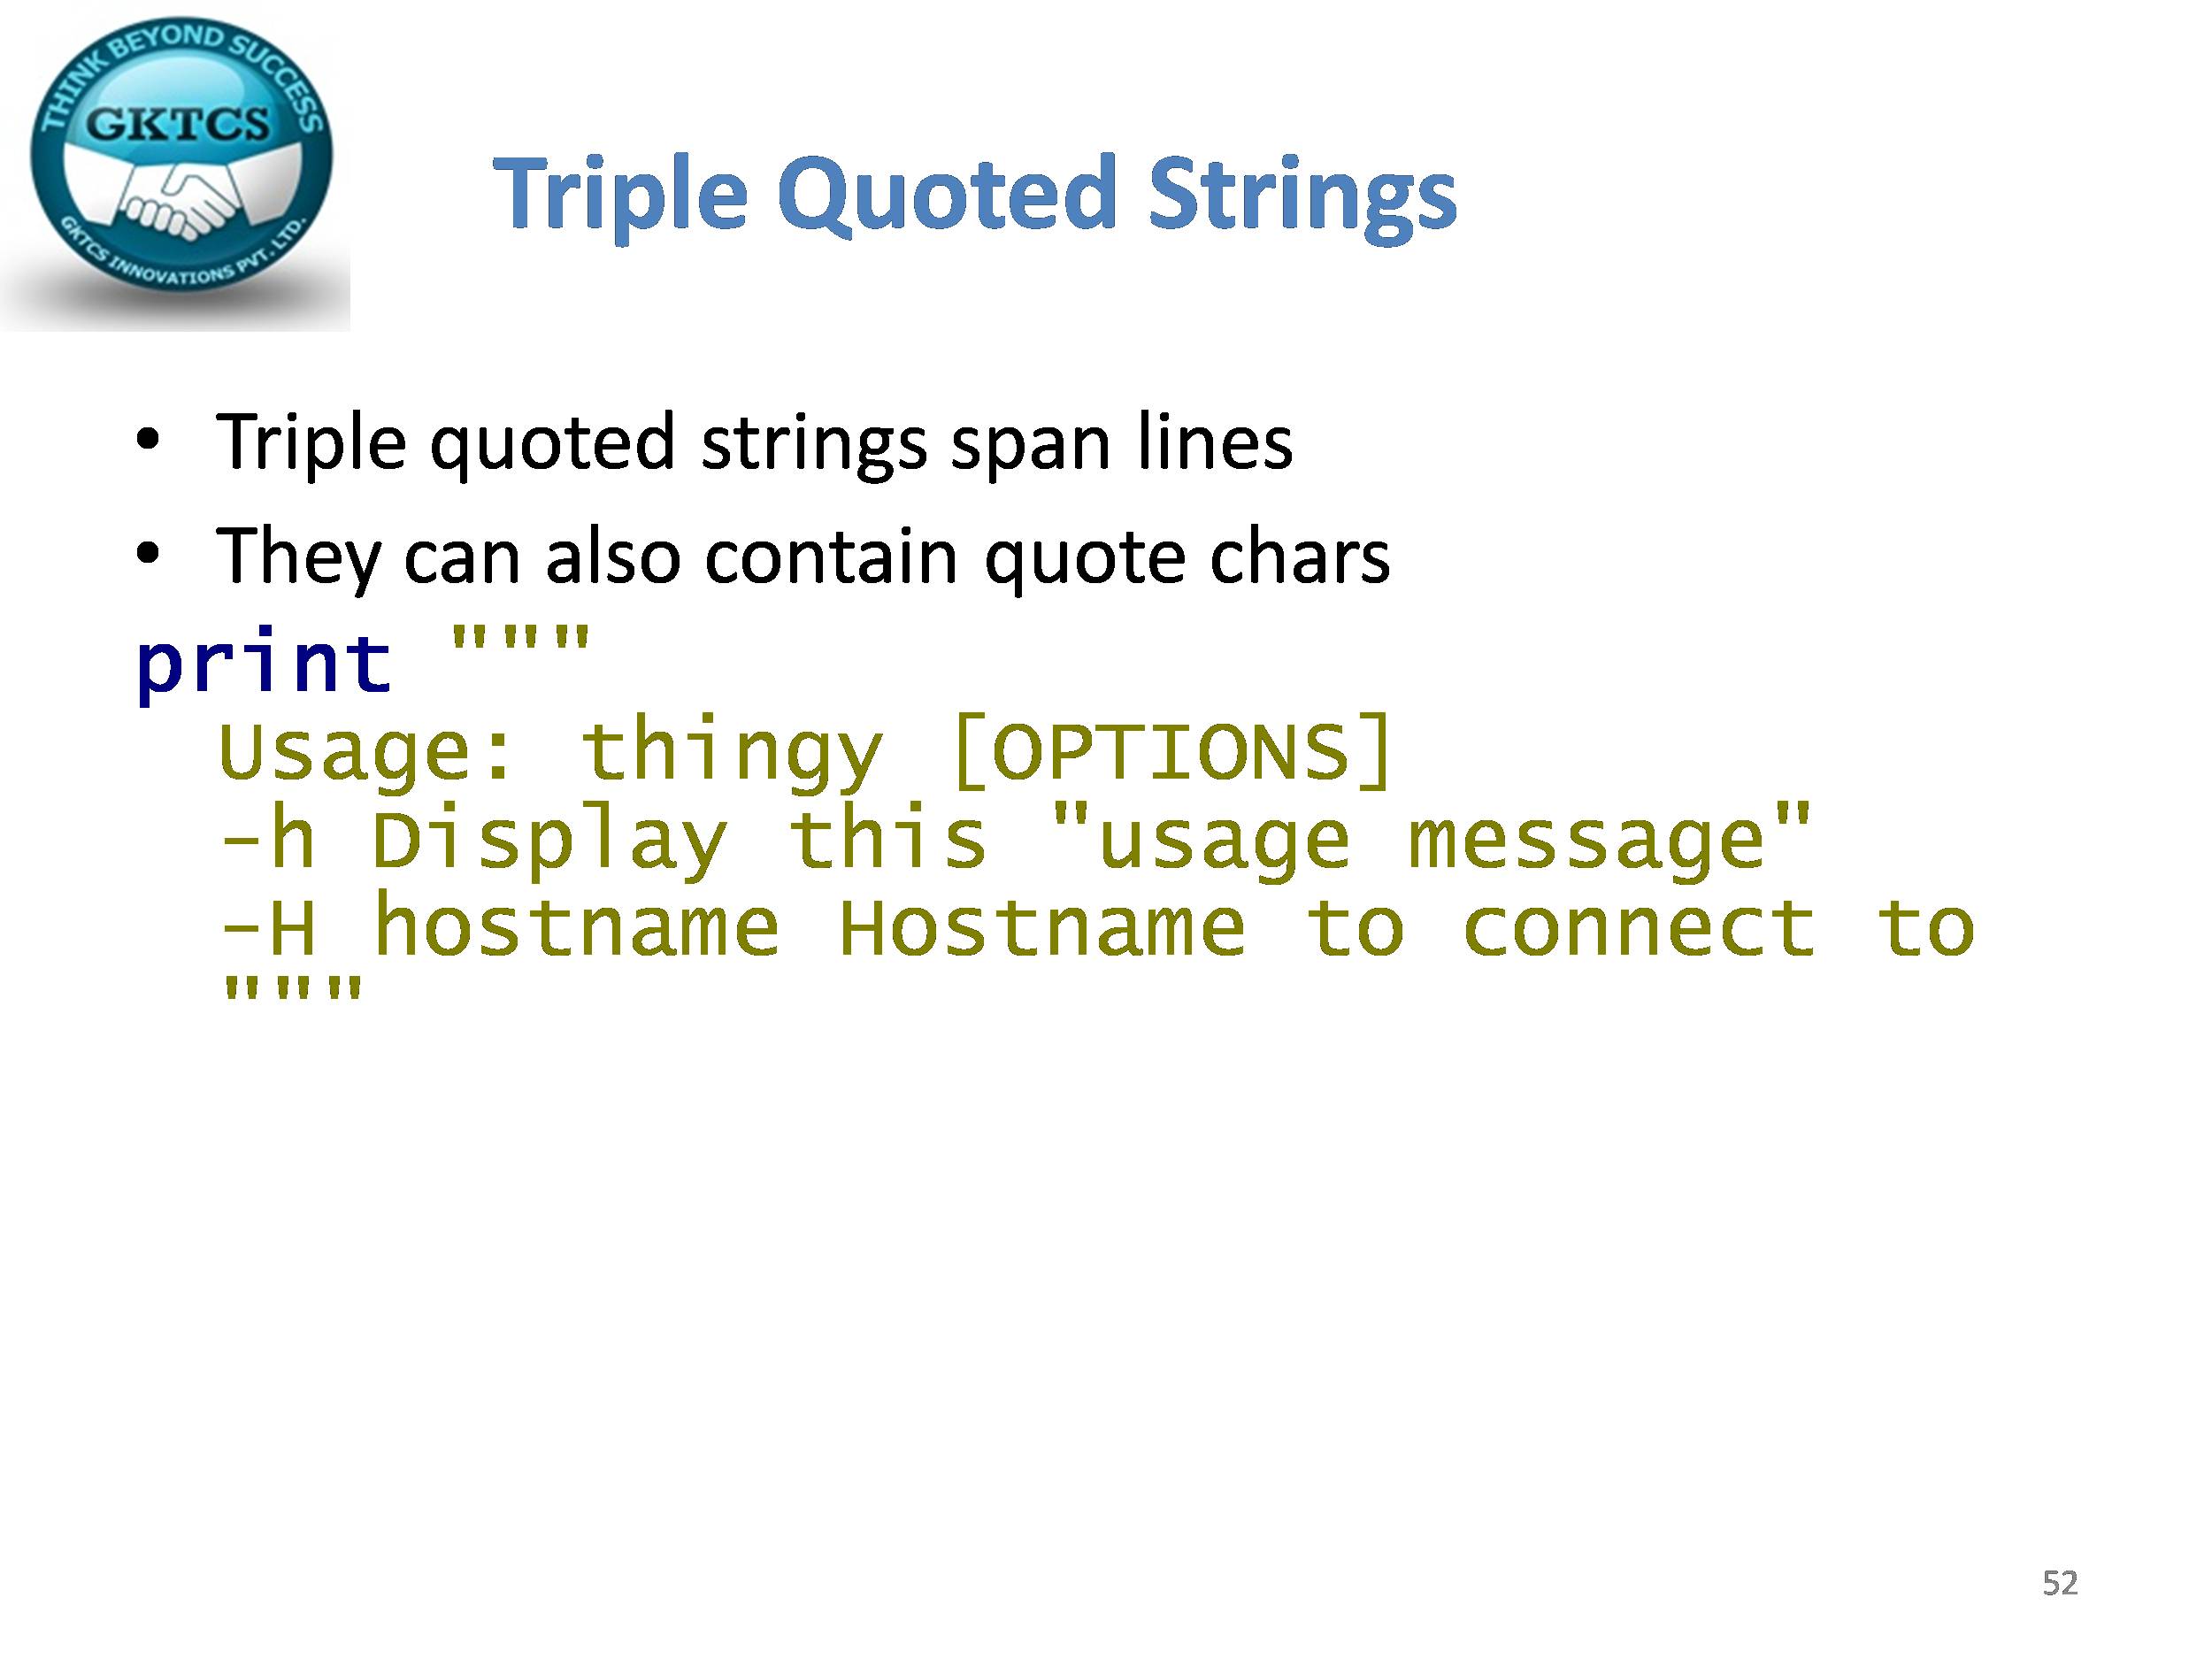 THINK BEYOND SUCCESS
GKTCS
GKTCS INNOVATIONS PVT. LTD.
Triple Quoted Strings
• Triple quoted strings span lines
• They can also contain quote chars
print """
Usage: thingy [OPTIONS]
-h Display this "usage message"
-H hostname Hostname to connect to
"""
52